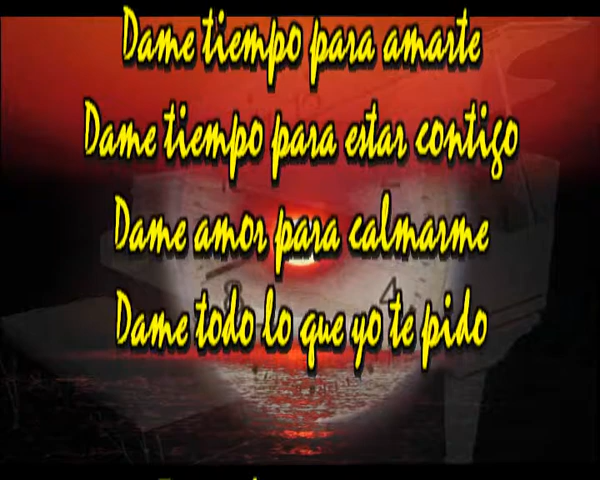 Dame tiempo para amarte
Dame tiempo para estar contigo
Dame amor para calmarme
Dame todo lo que yo te pido
4